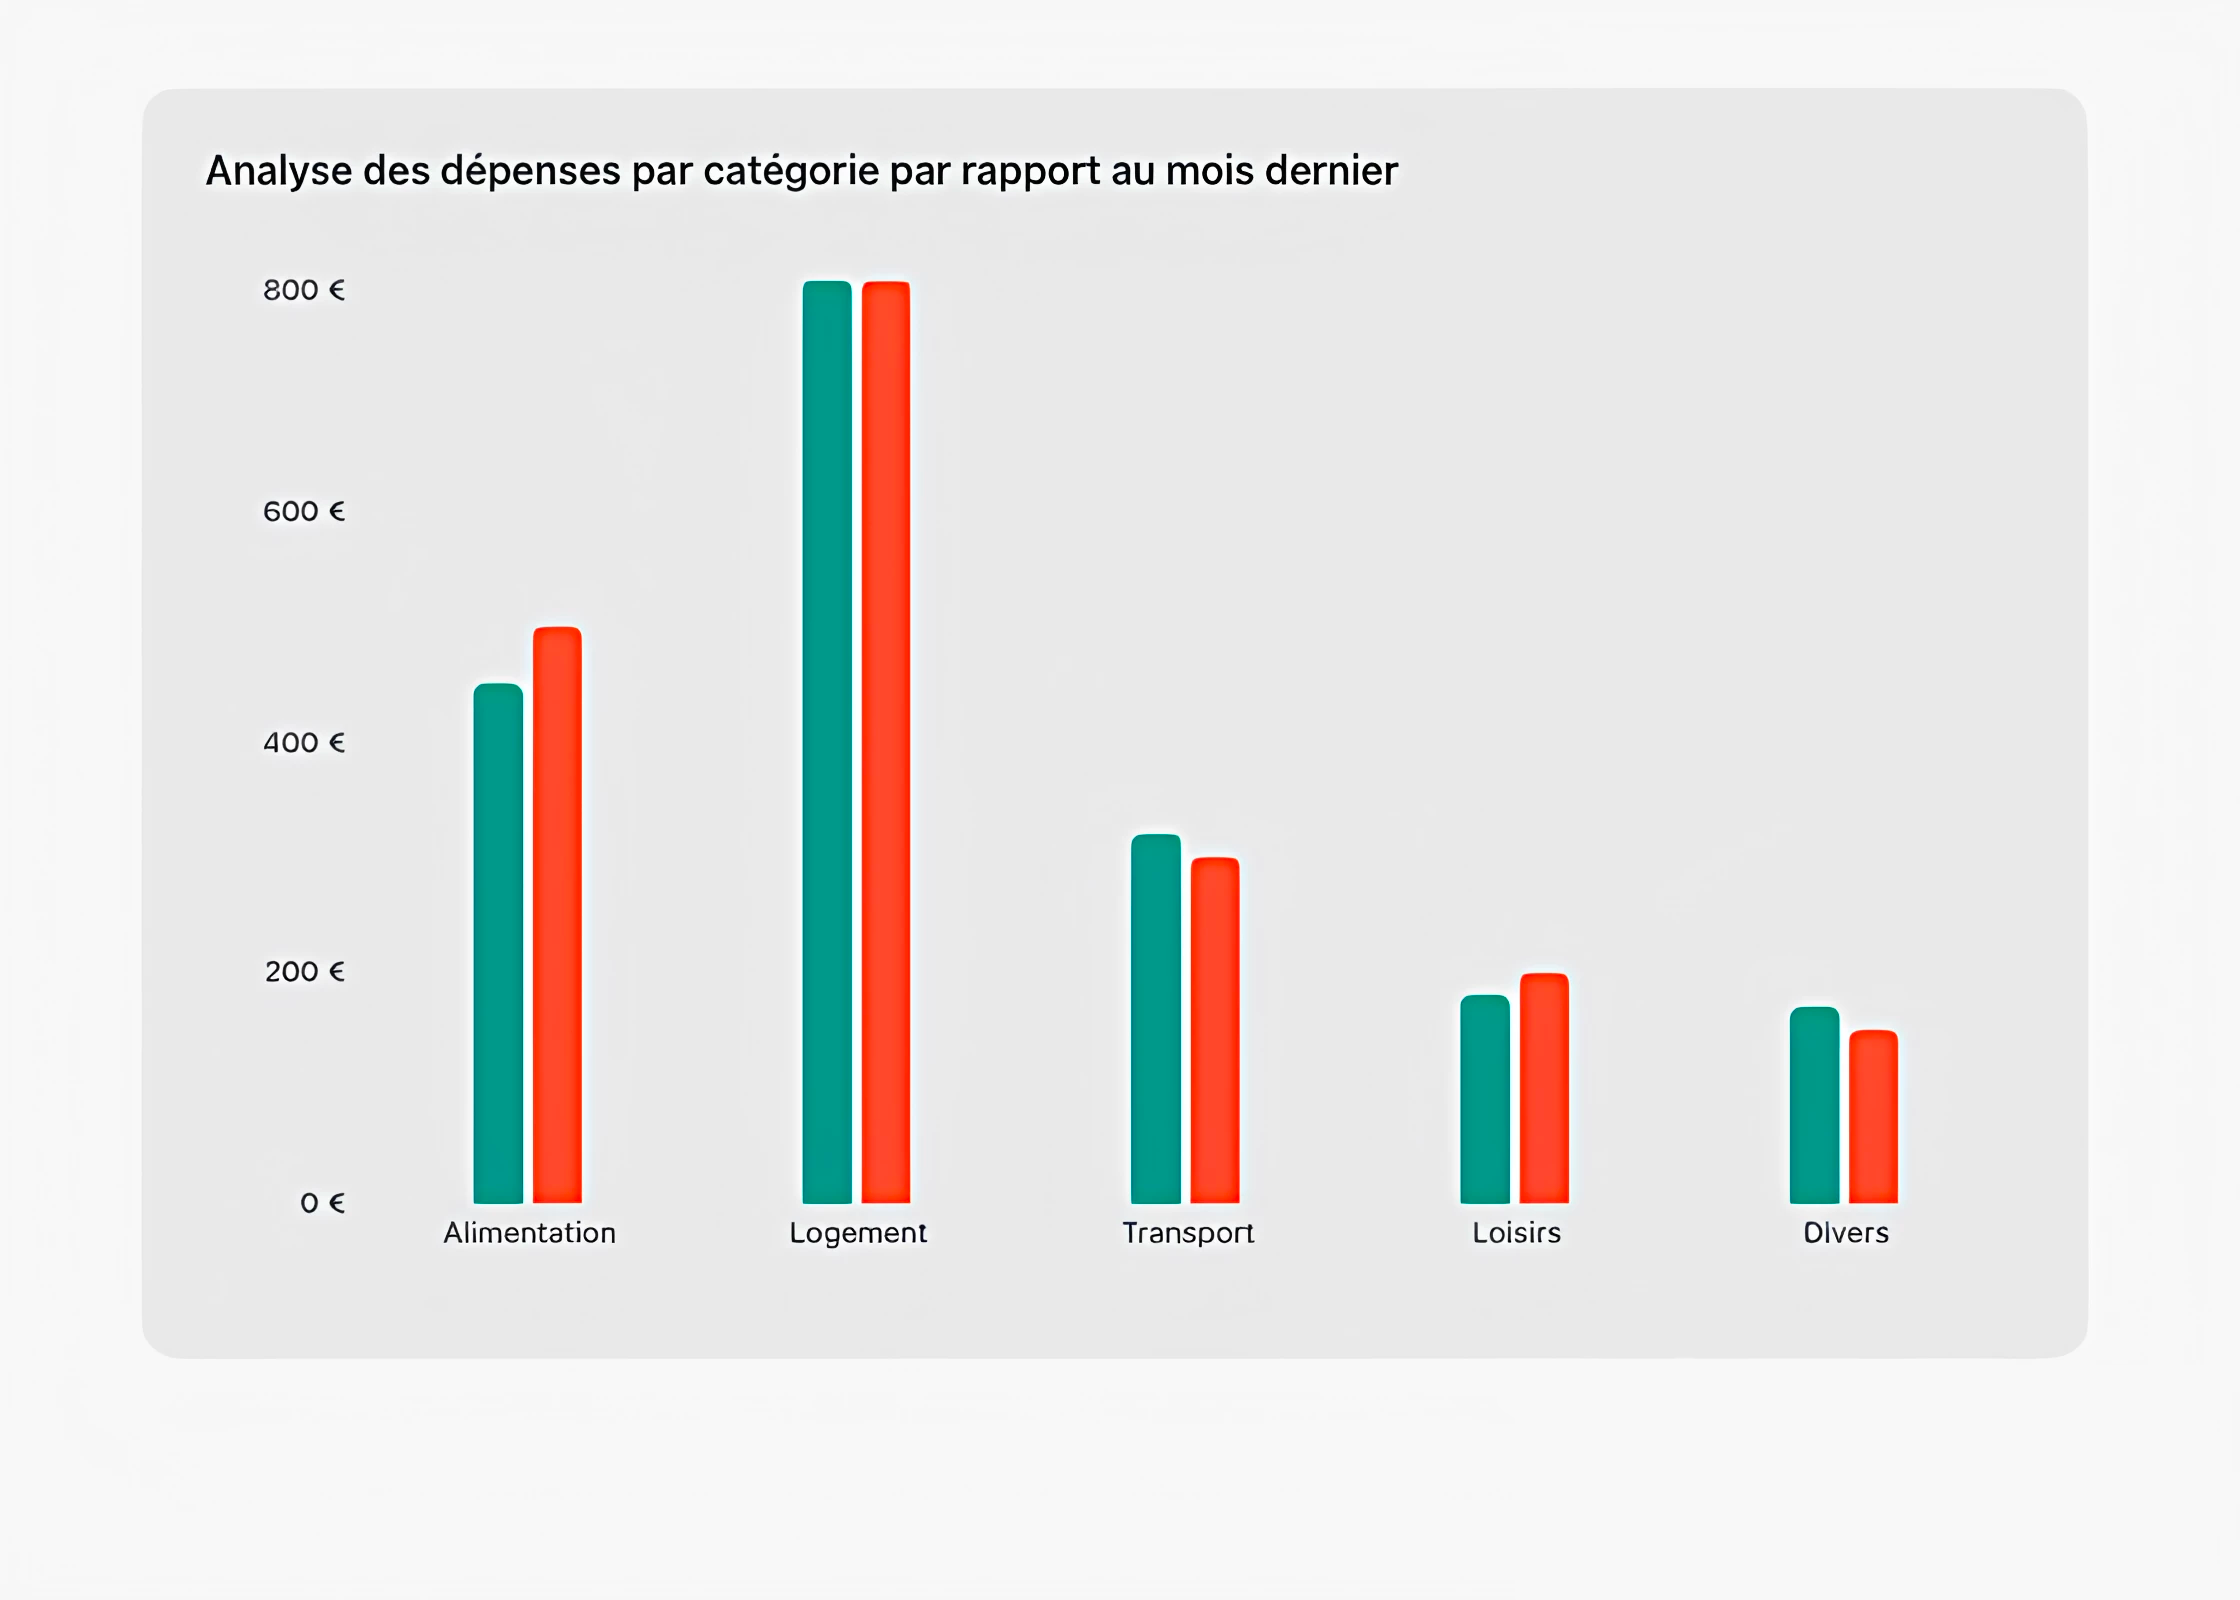 Analyse des dépenses par catégorie par rapport au mois dernier
800 €
600 €
400 €
200 €
0 €
Alimentation Logement Transport Loisirs DIvers